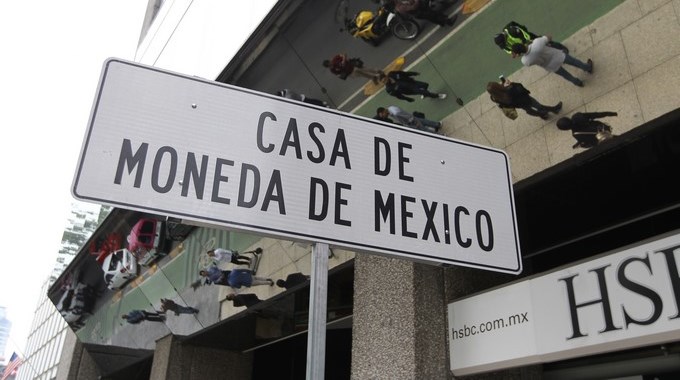 CASA DE
MONEDA DE MEXICO
hsbc.com.mx
HSB